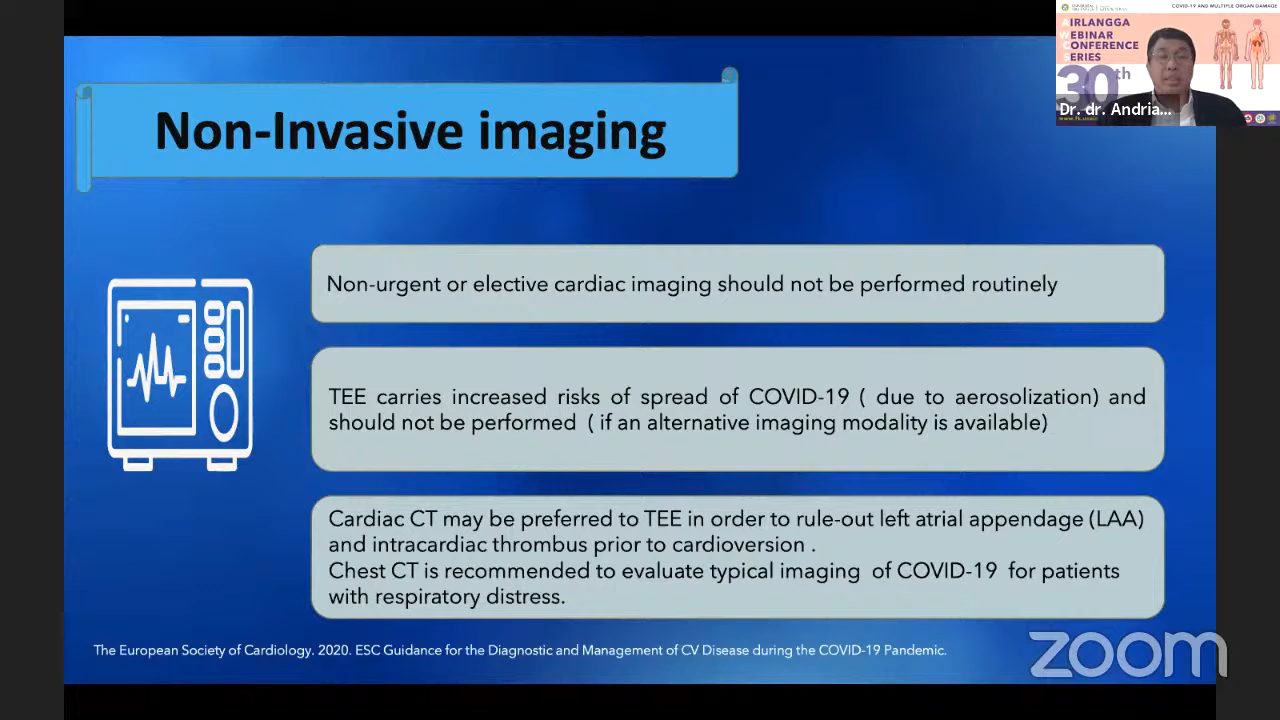 COVID-19 AND MULTIPLE ORGAN DAMAGE
AIRLANGGA
WEBINAR
CONFERENCE
SERIES
30th
Dr. dr. Andria...
Non-Invasive imaging
Non-urgent or elective cardiac imaging should not be performed routinely
TEE carries increased risks of spread of COVID-19 ( due to aerosolization) and
should not be performed ( if an alternative imaging modality is available)
Cardiac CT may be preferred to TEE in order to rule-out left atrial appendage (LAA)
and intracardiac thrombus prior to cardioversion .
Chest CT is recommended to evaluate typical imaging of COVID-19 for patients
with respiratory distress.
The European Society of Cardiology. 2020. ESC Guidance for the Diagnostic and Management of CV Disease during the COVID-19 Pandemic.
zoom